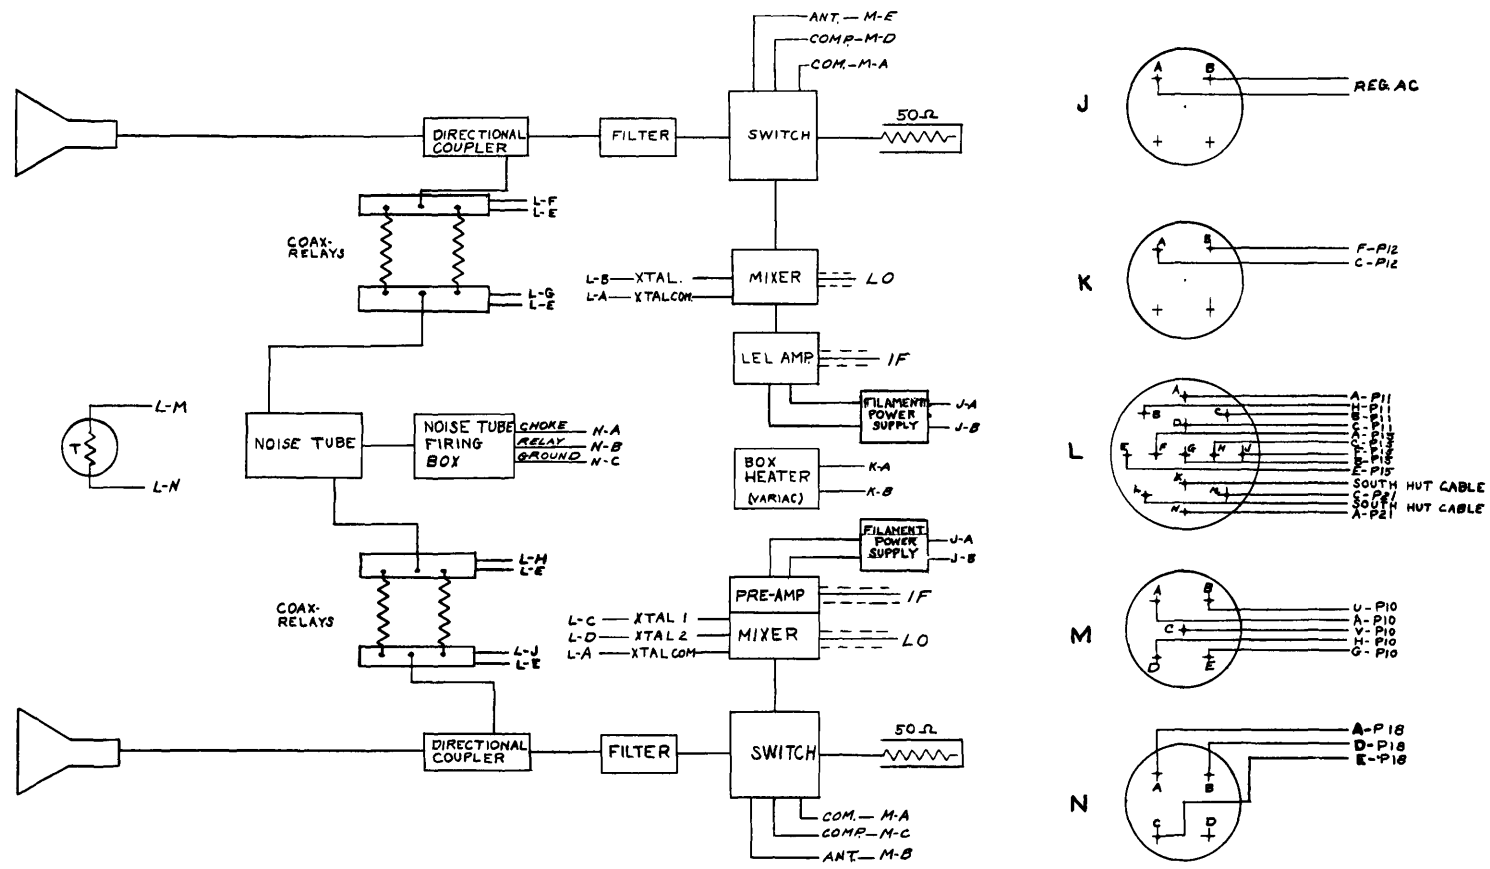 ANT. — M-E
COMP — M-D
COM. — M-A
DIRECTIONAL
COUPLER
FILTER
SWITCH
50Ω
L-F
L-E
COAX-
RELAYS
L-G
L-E
L-B — XTAL.
L-A — XTAL COM.
MIXER
LO
LEL AMP.
IF
FILAMENT
POWER
SUPPLY
J-A
J-B
L-M
T
L-N
NOISE TUBE
NOISE TUBE
FIRING
BOX
CHOKE N-A
RELAY N-B
GROUND N-C
BOX
HEATER
(VARIAC)
K-A
K-B
FILAMENT
POWER
SUPPLY
J-A
J-B
L-H
L-E
COAX-
RELAYS
L-J
L-E
PRE-AMP
IF
L-C — XTAL 1
L-D — XTAL 2
L-A — XTAL COM
MIXER
LO
DIRECTIONAL
COUPLER
FILTER
SWITCH
50Ω
COM. — M-A
COMP — M-C
ANT. — M-B
J
A B
REG. AC
K
A B
F-P12
C-P12
L
A
B C
D
E F G H J
K
L M
N
A-P11
H-P11
B-P11
C-P11
E-P15
SOUTH HUT CABLE
C-P21
SOUTH HUT CABLE
A-P21
M
A B
C
D E
U-P10
A-P10
V-P10
H-P10
G-P10
N
A B
C D
A-P18
D-P18
E-P18